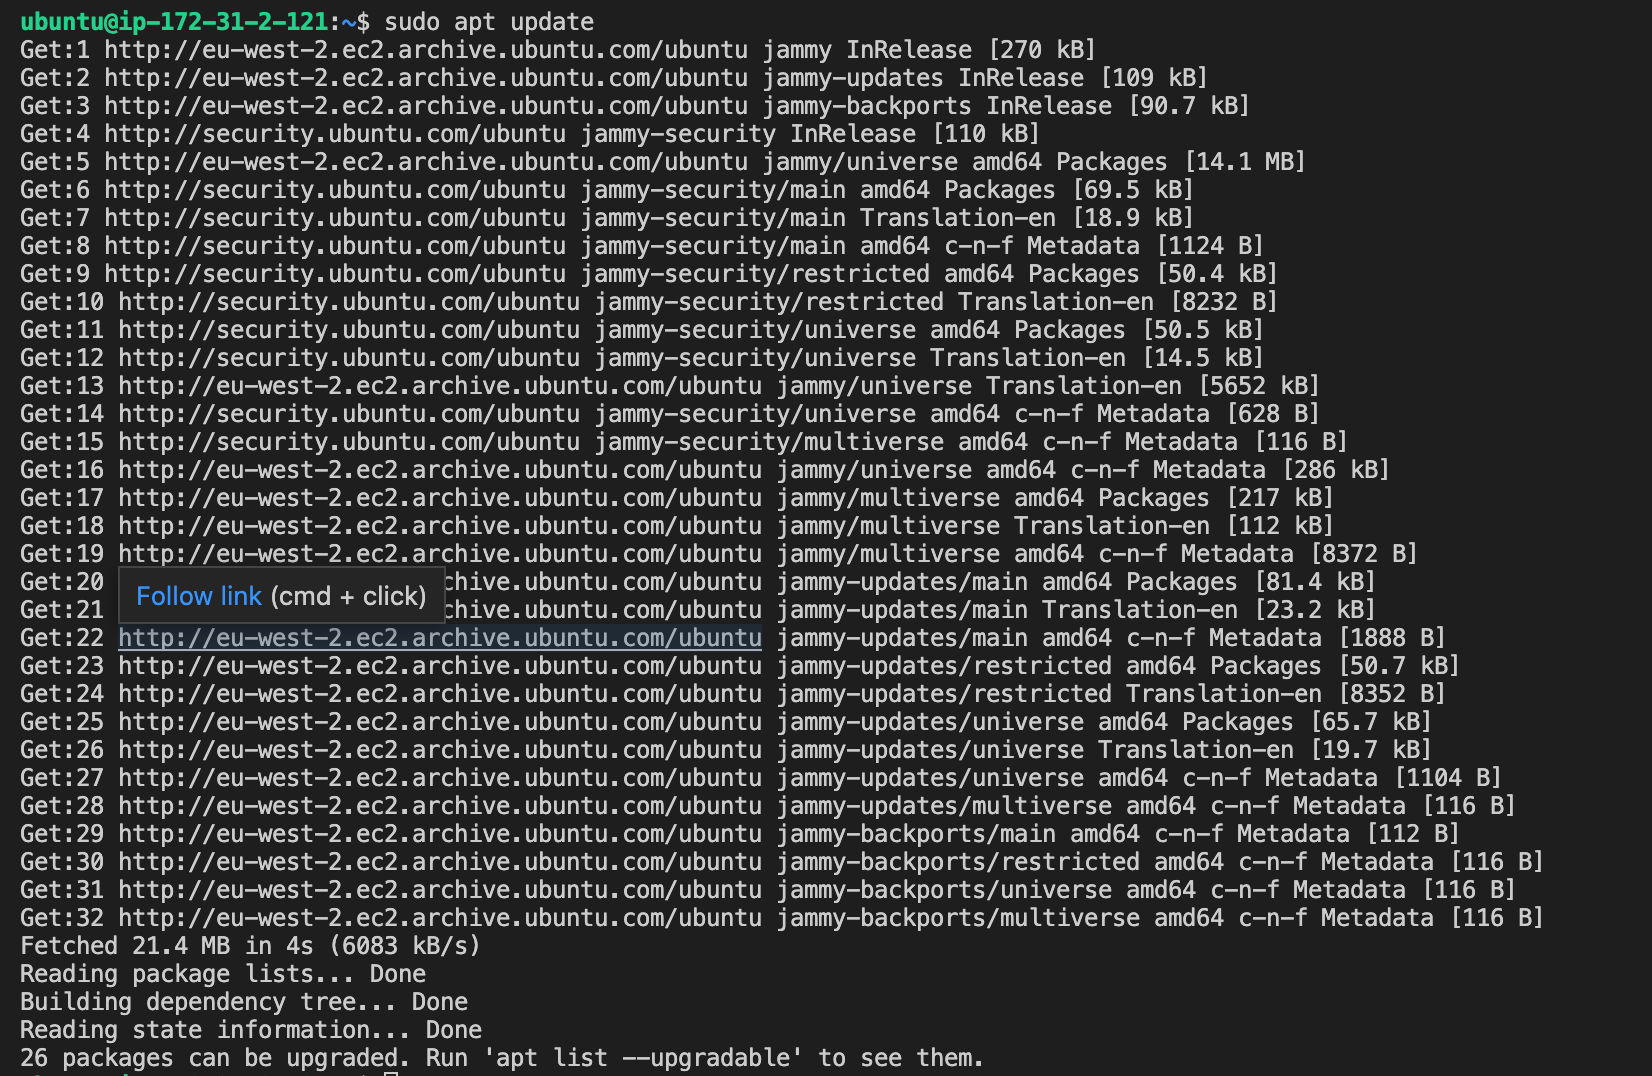 ubuntu@ip-172-31-2-121:~$ sudo apt update
Get:1 http://eu-west-2.ec2.archive.ubuntu.com/ubuntu jammy InRelease [270 kB]
Get:2 http://eu-west-2.ec2.archive.ubuntu.com/ubuntu jammy-updates InRelease [109 kB]
Get:3 http://eu-west-2.ec2.archive.ubuntu.com/ubuntu jammy-backports InRelease [90.7 kB]
Get:4 http://security.ubuntu.com/ubuntu jammy-security InRelease [110 kB]
Get:5 http://eu-west-2.ec2.archive.ubuntu.com/ubuntu jammy/universe amd64 Packages [14.1 MB]
Get:6 http://security.ubuntu.com/ubuntu jammy-security/main amd64 Packages [69.5 kB]
Get:7 http://security.ubuntu.com/ubuntu jammy-security/main Translation-en [18.9 kB]
Get:8 http://security.ubuntu.com/ubuntu jammy-security/main amd64 c-n-f Metadata [1124 B]
Get:9 http://security.ubuntu.com/ubuntu jammy-security/restricted amd64 Packages [50.4 kB]
Get:10 http://security.ubuntu.com/ubuntu jammy-security/restricted Translation-en [8232 B]
Get:11 http://security.ubuntu.com/ubuntu jammy-security/universe amd64 Packages [50.5 kB]
Get:12 http://security.ubuntu.com/ubuntu jammy-security/universe Translation-en [14.5 kB]
Get:13 http://eu-west-2.ec2.archive.ubuntu.com/ubuntu jammy/universe Translation-en [5652 kB]
Get:14 http://security.ubuntu.com/ubuntu jammy-security/universe amd64 c-n-f Metadata [628 B]
Get:15 http://security.ubuntu.com/ubuntu jammy-security/multiverse amd64 c-n-f Metadata [116 B]
Get:16 http://eu-west-2.ec2.archive.ubuntu.com/ubuntu jammy/universe amd64 c-n-f Metadata [286 kB]
Get:17 http://eu-west-2.ec2.archive.ubuntu.com/ubuntu jammy/multiverse amd64 Packages [217 kB]
Get:18 http://eu-west-2.ec2.archive.ubuntu.com/ubuntu jammy/multiverse Translation-en [112 kB]
Get:19 http://eu-west-2.ec2.archive.ubuntu.com/ubuntu jammy/multiverse amd64 c-n-f Metadata [8372 B]
Get:20 chive.ubuntu.com/ubuntu jammy-updates/main amd64 Packages [81.4 kB]
Follow link (cmd + click)
Get:21 chive.ubuntu.com/ubuntu jammy-updates/main Translation-en [23.2 kB]
Get:22 http://eu-west-2.ec2.archive.ubuntu.com/ubuntu jammy-updates/main amd64 c-n-f Metadata [1888 B]
Get:23 http://eu-west-2.ec2.archive.ubuntu.com/ubuntu jammy-updates/restricted amd64 Packages [50.7 kB]
Get:24 http://eu-west-2.ec2.archive.ubuntu.com/ubuntu jammy-updates/restricted Translation-en [8352 B]
Get:25 http://eu-west-2.ec2.archive.ubuntu.com/ubuntu jammy-updates/universe amd64 Packages [65.7 kB]
Get:26 http://eu-west-2.ec2.archive.ubuntu.com/ubuntu jammy-updates/universe Translation-en [19.7 kB]
Get:27 http://eu-west-2.ec2.archive.ubuntu.com/ubuntu jammy-updates/universe amd64 c-n-f Metadata [1104 B]
Get:28 http://eu-west-2.ec2.archive.ubuntu.com/ubuntu jammy-updates/multiverse amd64 c-n-f Metadata [116 B]
Get:29 http://eu-west-2.ec2.archive.ubuntu.com/ubuntu jammy-backports/main amd64 c-n-f Metadata [112 B]
Get:30 http://eu-west-2.ec2.archive.ubuntu.com/ubuntu jammy-backports/restricted amd64 c-n-f Metadata [116 B]
Get:31 http://eu-west-2.ec2.archive.ubuntu.com/ubuntu jammy-backports/universe amd64 c-n-f Metadata [116 B]
Get:32 http://eu-west-2.ec2.archive.ubuntu.com/ubuntu jammy-backports/multiverse amd64 c-n-f Metadata [116 B]
Fetched 21.4 MB in 4s (6083 kB/s)
Reading package lists... Done
Building dependency tree... Done
Reading state information... Done
26 packages can be upgraded. Run 'apt list --upgradable' to see them.